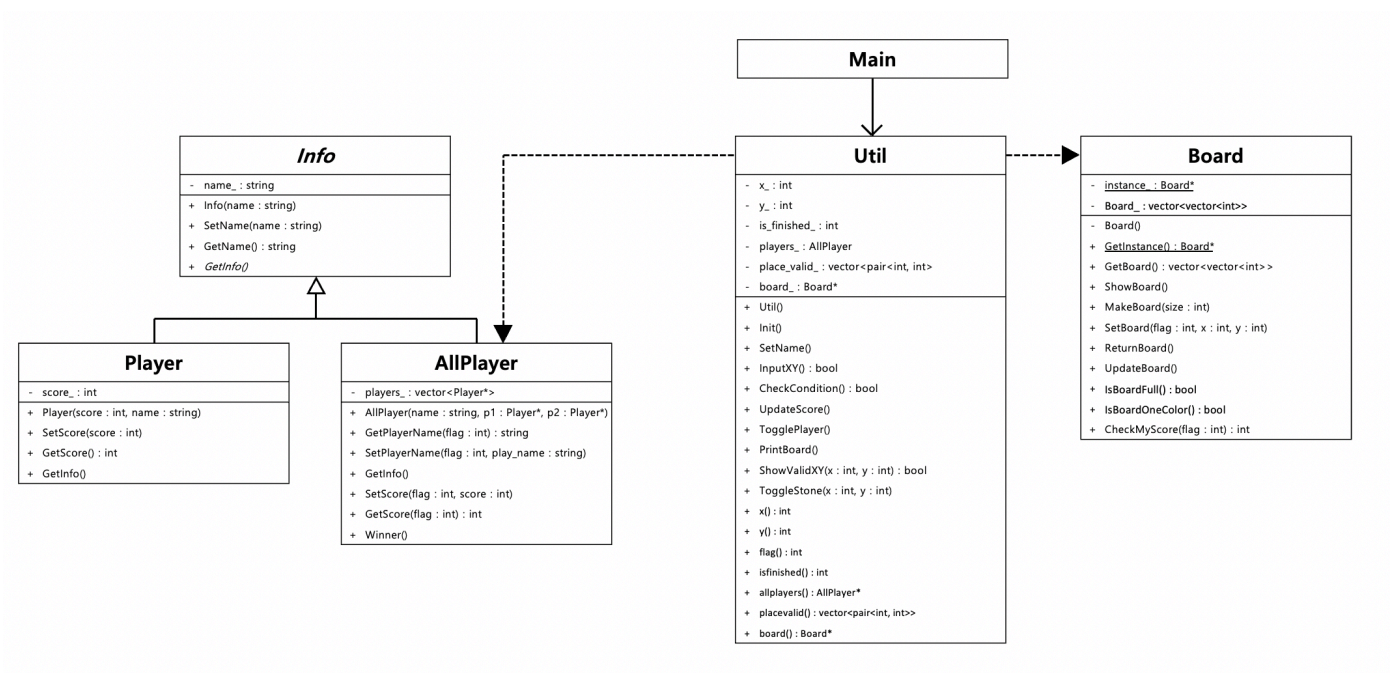 Main
Info
- name_ : string
+ Info(name : string)
+ SetName(name : string)
+ GetName() : string
+ GetInfo()
Player
- score_ : int
+ Player(score : int, name : string)
+ SetScore(score : int)
+ GetScore() : int
+ GetInfo()
AllPlayer
- players_ : vector<Player*>
+ AllPlayer(name : string, p1 : Player*, p2 : Player*)
+ GetPlayerName(flag : int) : string
+ SetPlayerName(flag : int, play_name : string)
+ GetInfo()
+ SetScore(flag : int, score : int)
+ GetScore(flag : int) : int
+ Winner()
Util
- x_ : int
- y_ : int
- is_finished_ : int
- players_ : AllPlayer
- place_valid_ : vector<pair<int, int>
- board_ : Board*
+ Util()
+ Init()
+ SetName()
+ InputXY() : bool
+ CheckCondition() : bool
+ UpdateScore()
+ TogglePlayer()
+ PrintBoard()
+ ShowValidXY(x : int, y : int) : bool
+ ToggleStone(x : int, y : int)
+ x() : int
+ y() : int
+ flag() : int
+ isfinished() : int
+ allplayers() : AllPlayer*
+ placevalid() : vector<pair<int, int>>
+ board() : Board*
Board
- instance_ : Board*
- Board_ : vector<vector<int>>
- Board()
+ GetInstance() : Board*
+ GetBoard() : vector<vector<int>>
+ ShowBoard()
+ MakeBoard(size : int)
+ SetBoard(flag : int, x : int, y : int)
+ ReturnBoard()
+ UpdateBoard()
+ IsBoardFull() : bool
+ IsBoardOneColor() : bool
+ CheckMyScore(flag : int) : int